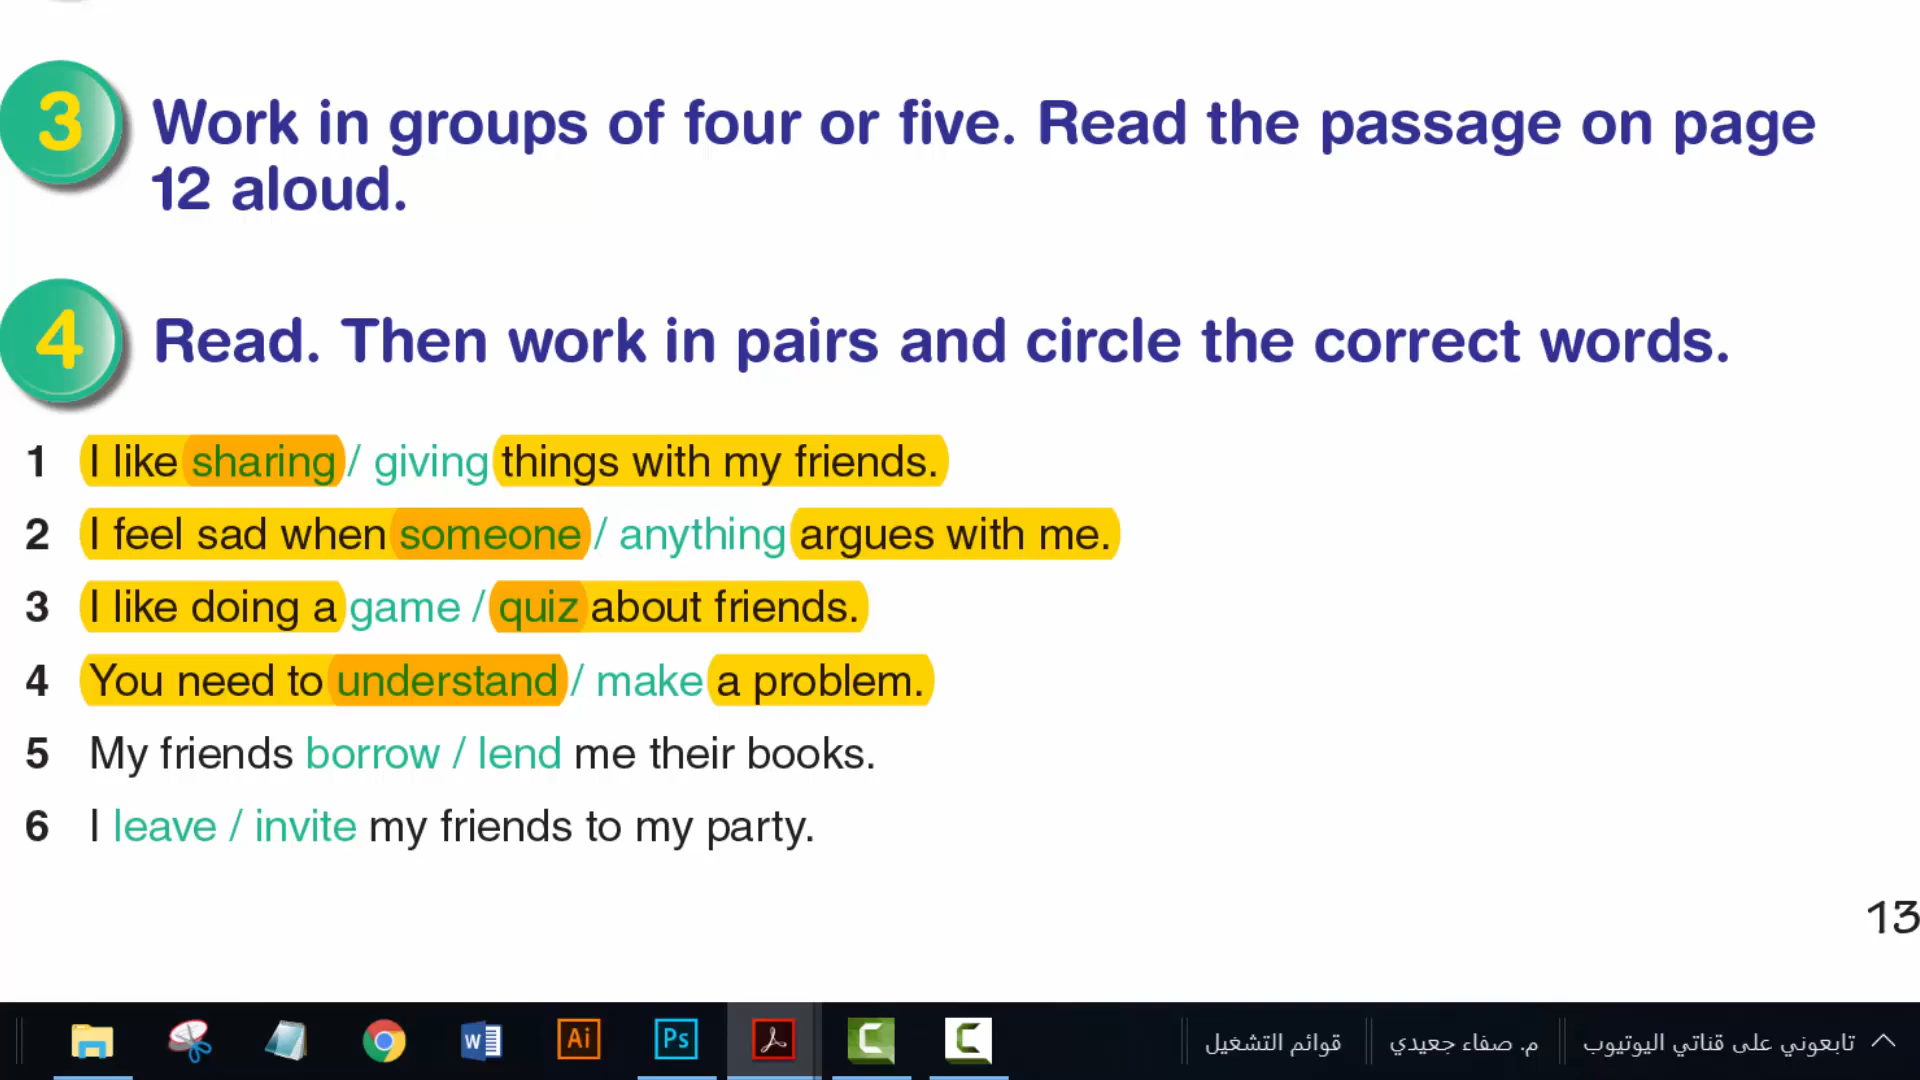 3 Work in groups of four or five. Read the passage on page
12 aloud.
4 Read. Then work in pairs and circle the correct words.
1 I like sharing / giving things with my friends.
2 I feel sad when someone / anything argues with me.
3 I like doing a game / quiz about friends.
4 You need to understand / make a problem.
5 My friends borrow / lend me their books.
6 I leave / invite my friends to my party.
13
W Ai Ps C C قوائم التشغيل م. صفاء جعيدي تابعوني على قناتي اليوتيوب